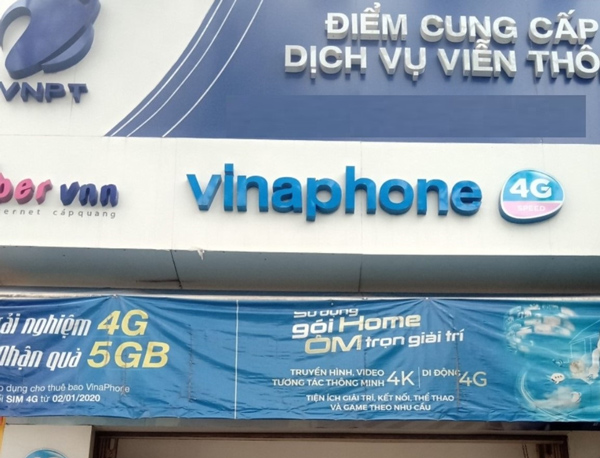 VNPT
ĐIỂM CUNG CẤP
DỊCH VỤ VIỄN THÔ
ber vnn
ternet cápquang
vinaphone
4G
SPEED
ải nghiệm 4G
Nhận quà 5GB
p dụng cho thuê bao VinaPhone
i SIM 4G từ 02/01/2020
Sử dụng
gói Home
ÔM trọn giải trí
TRUYỀN HÌNH, VIDEO
TƯƠNG TÁC THÔNG MINH 4K | DI ĐỘNG 4G
TIỆN ÍCH GIẢI TRÍ, KẾT NỐI, THỂ THAO
VÀ GAME THEO NHU CẦU